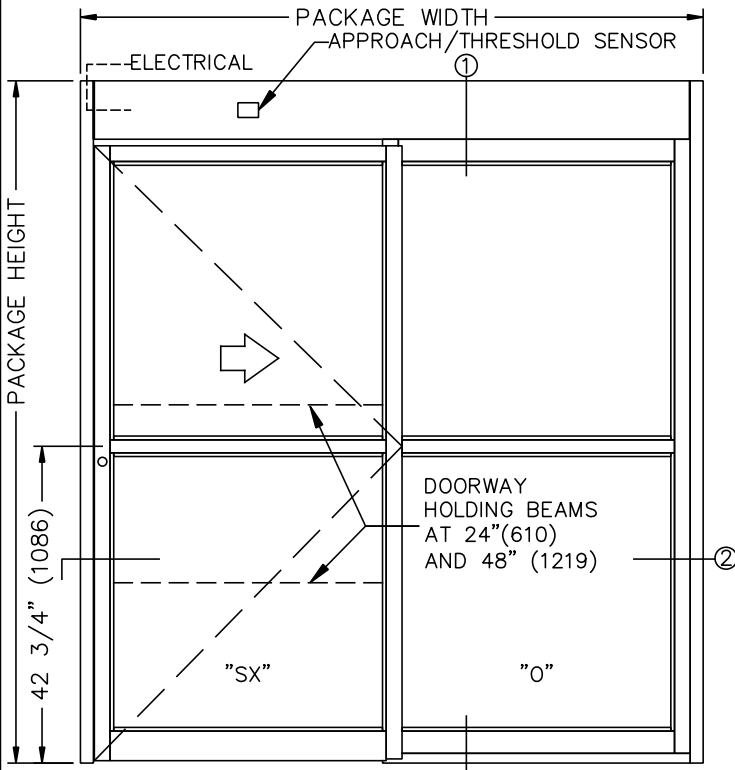 PACKAGE WIDTH
APPROACH/THRESHOLD SENSOR
ELECTRICAL
1
PACKAGE HEIGHT
DOORWAY
HOLDING BEAMS
AT 24"(610)
AND 48" (1219)
2
42 3/4" (1086)
"SX"
"O"